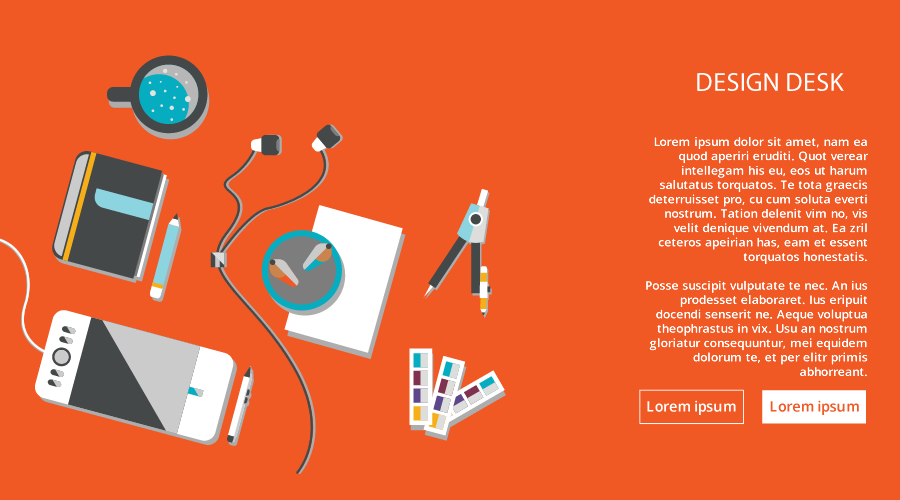 DESIGN DESK
Lorem ipsum dolor sit amet, nam ea
quod aperiri eruditi. Quot verear
intellegam his eu, eos ut harum
salutatus torquatos. Te tota graecis
deterruisset pro, cu cum soluta everti
nostrum. Tation delenit vim no, vis
velit denique vivendum at. Ea zril
ceteros apeirian has, eam et essent
torquatos honestatis.
Posse suscipit vulputate te nec. An ius
prodesset elaboraret. Ius eripuit
docendi senserit ne. Aeque voluptua
theophrastus in vix. Usu an nostrum
gloriatur consequuntur, mei equidem
dolorum te, et per elitr primis
abhorreant.
Lorem ipsum
Lorem ipsum